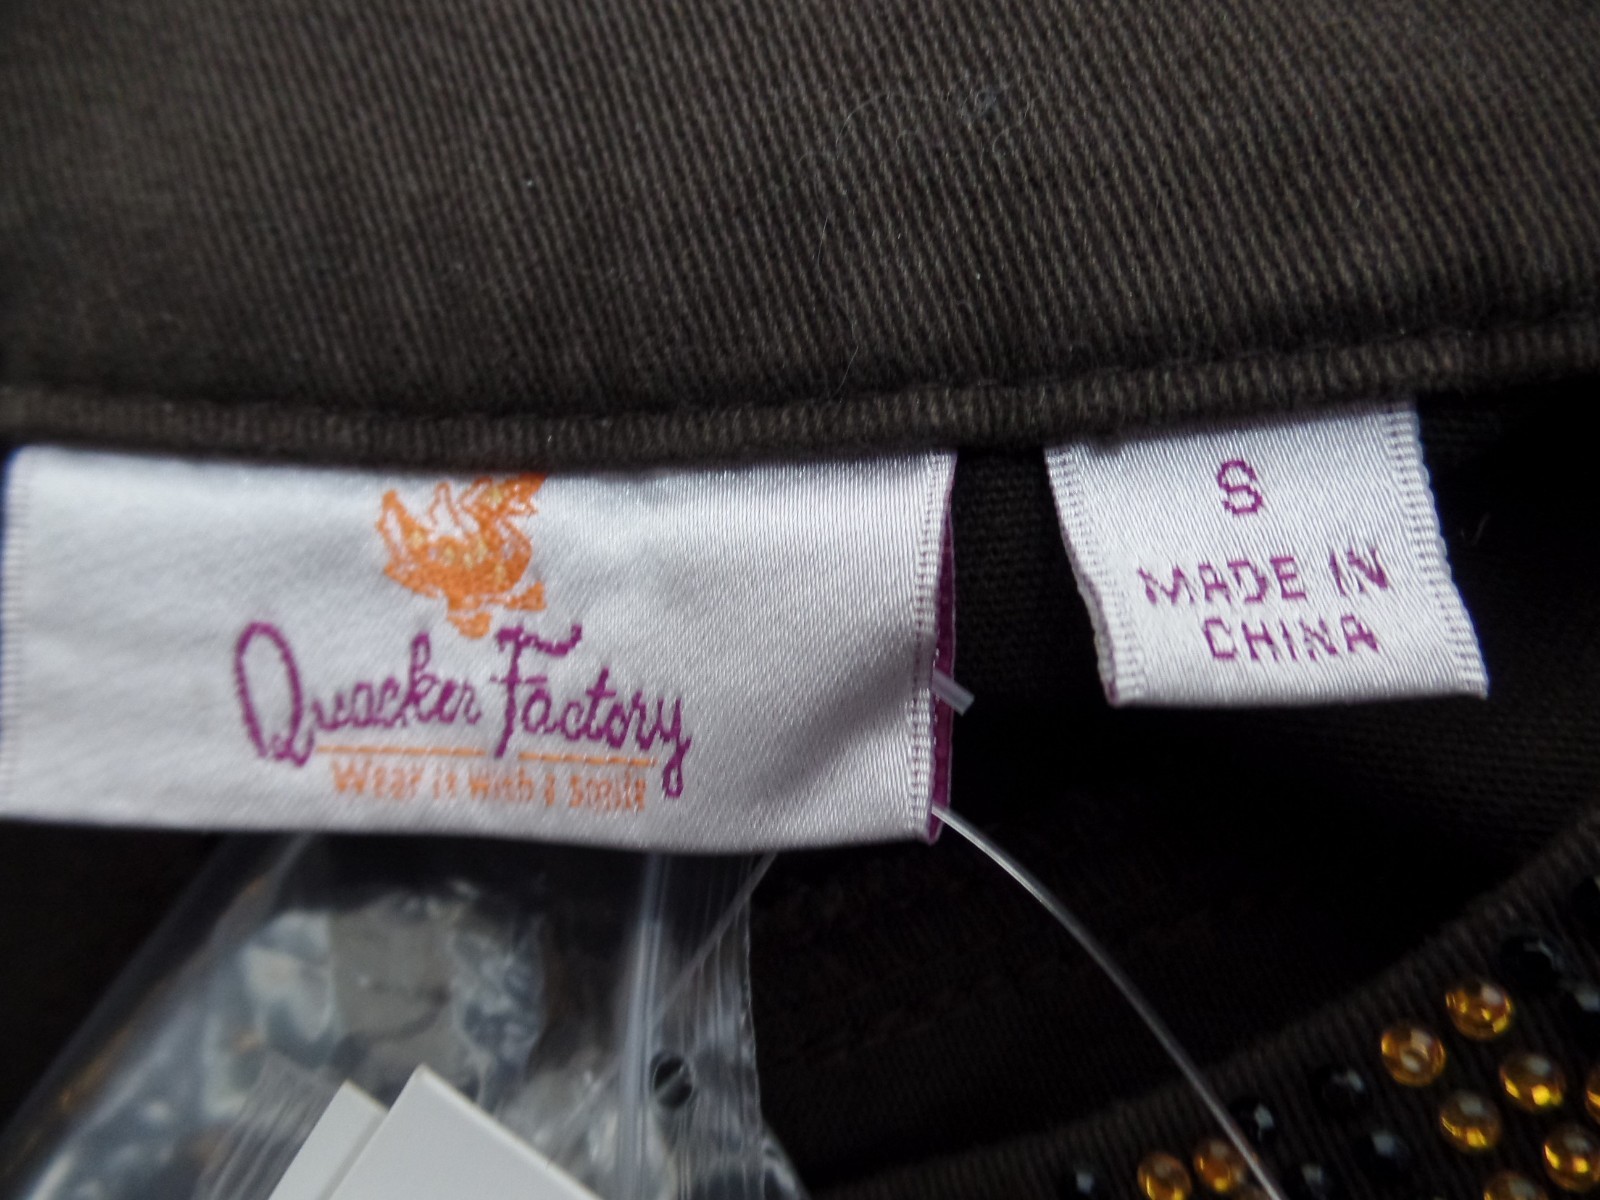 Quacker Factory
Wear it with a Smile
S
MADE IN
CHINA